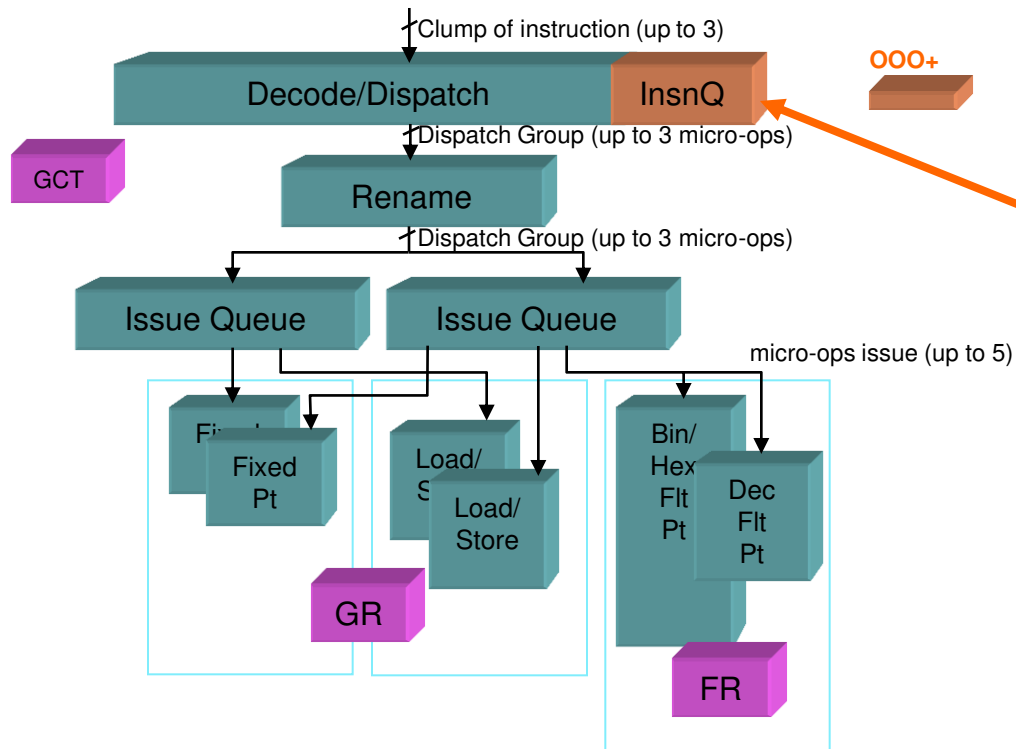 Clump of instruction (up to 3)
OOO+
Decode/Dispatch
InsnQ
Dispatch Group (up to 3 micro-ops)
GCT
Rename
Dispatch Group (up to 3 micro-ops)
Issue Queue
Issue Queue
micro-ops issue (up to 5)
Fixed
Pt
Load/
Load/
Store
Bin/
Hex
Flt
Pt
Dec
Flt
Pt
GR
FR